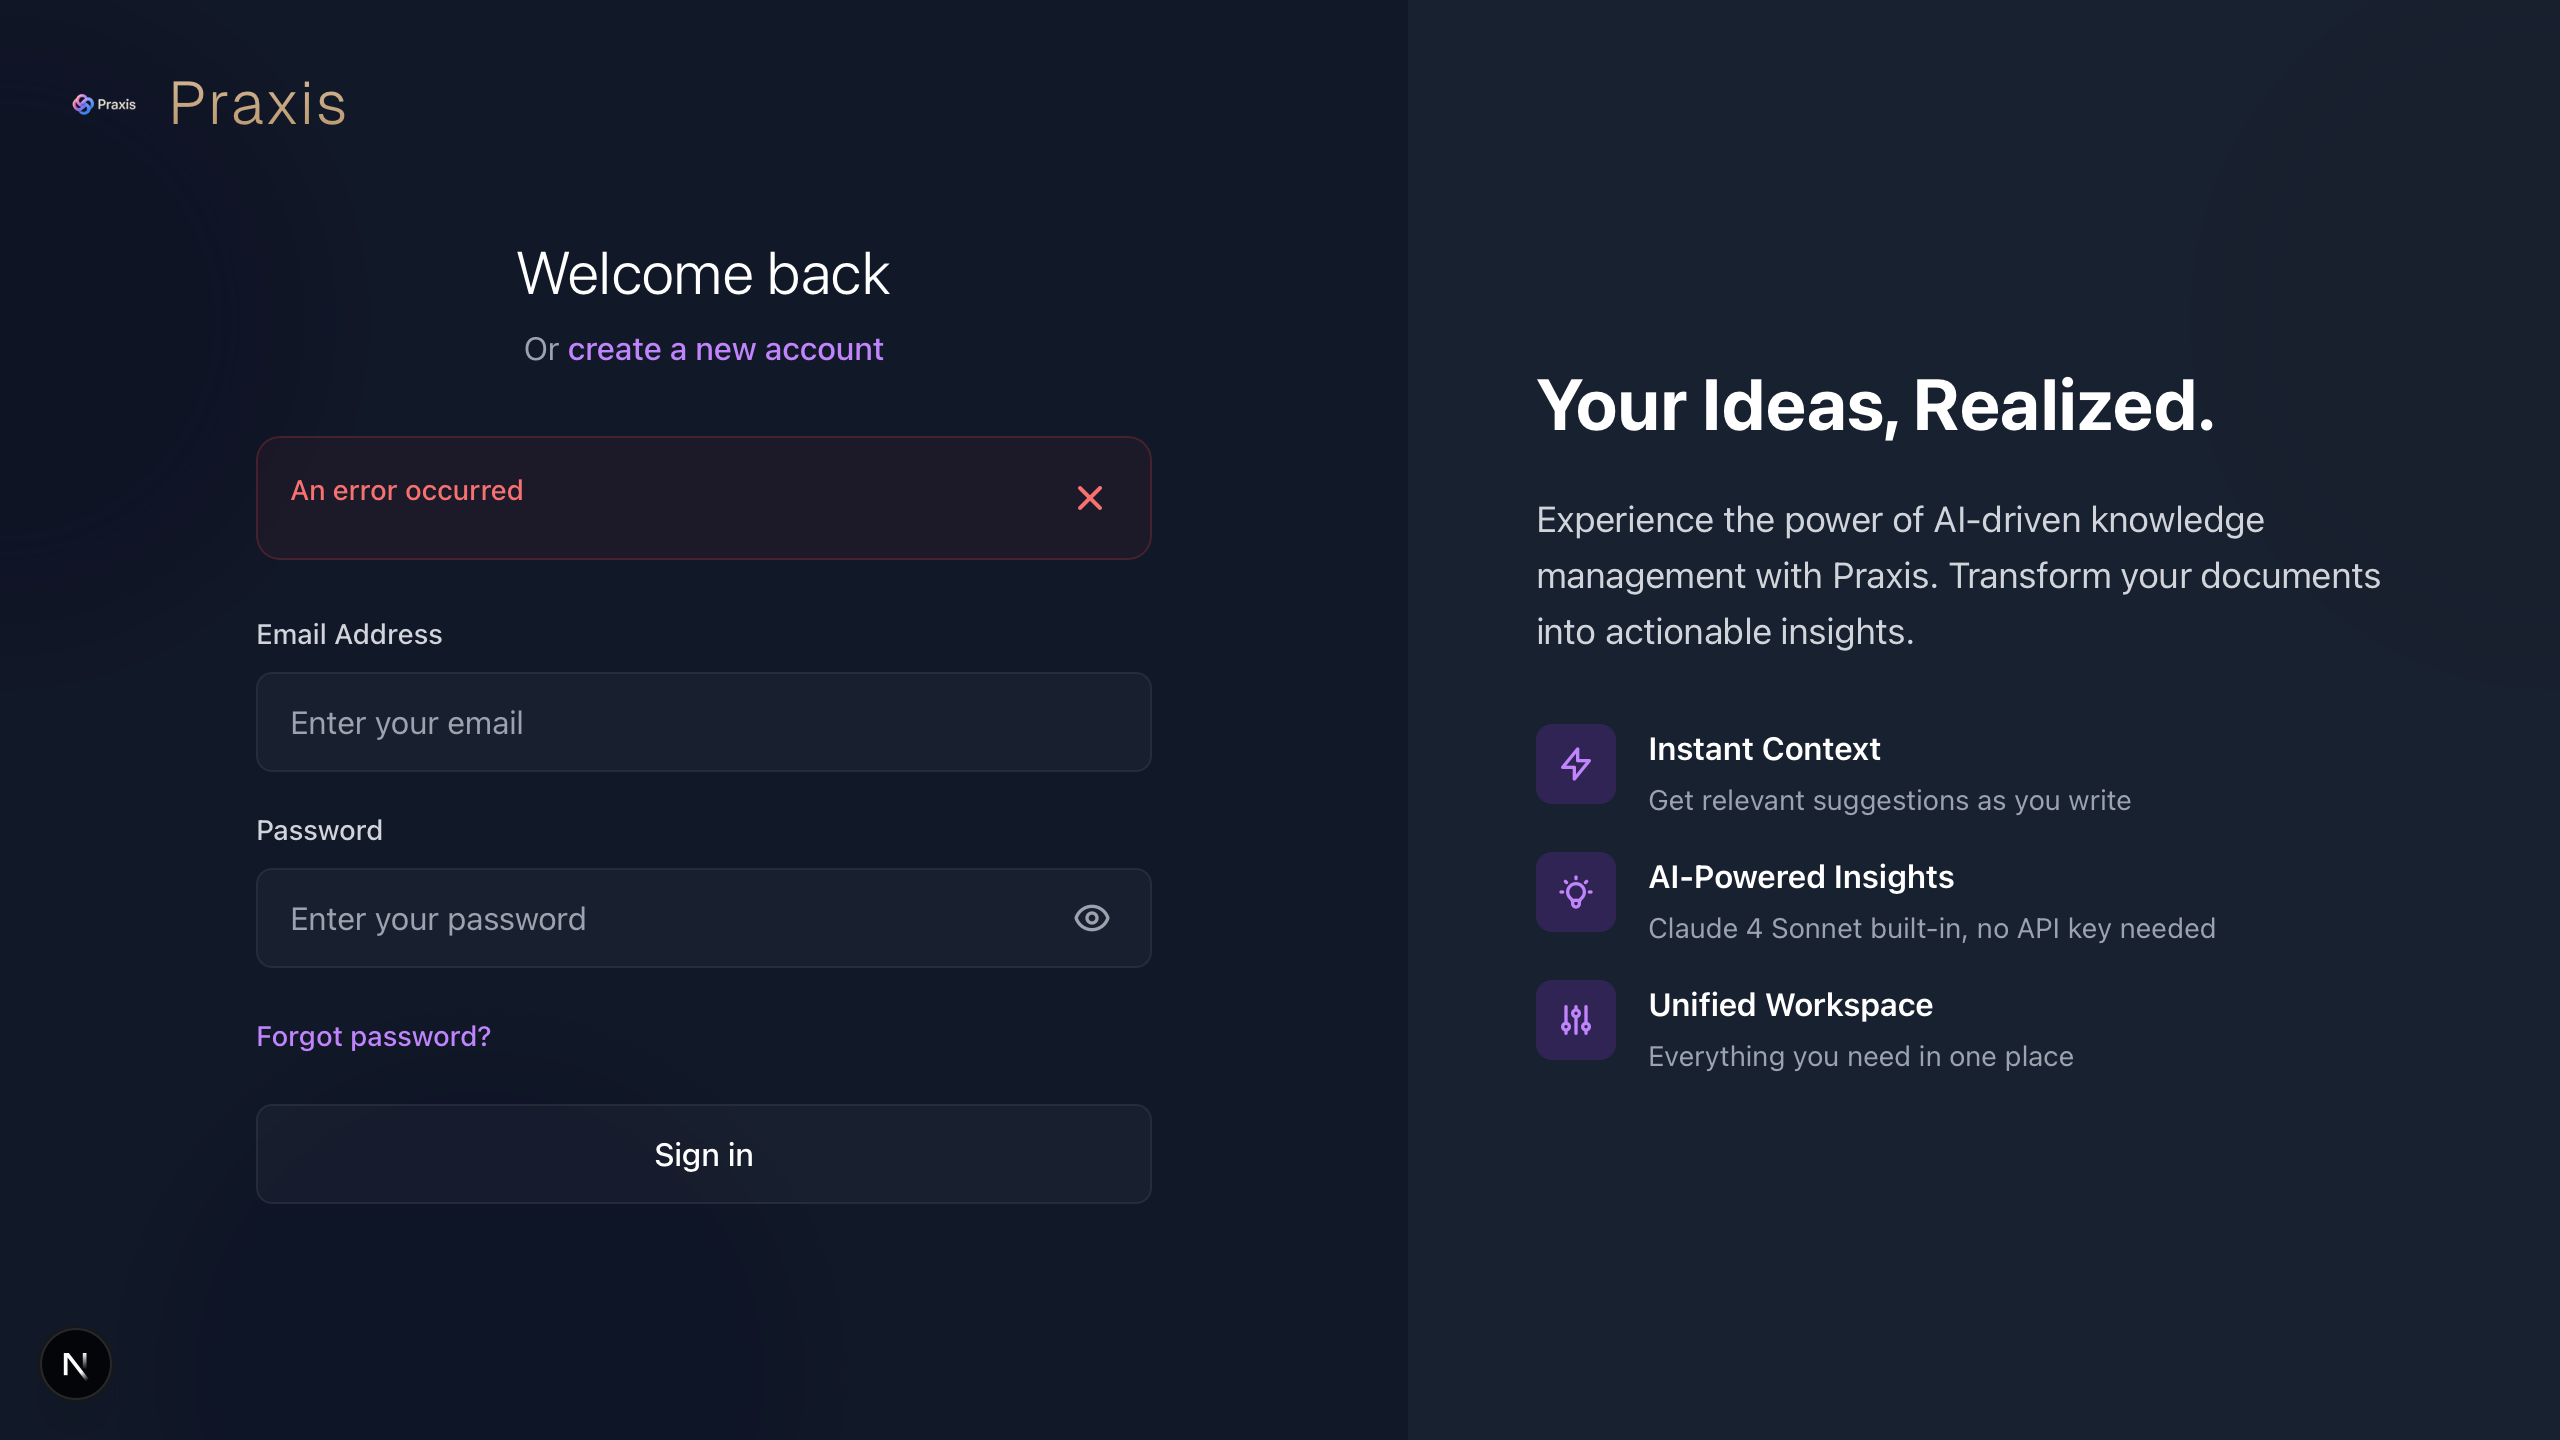 Praxis
Praxis
Welcome back
Or create a new account
An error occurred
Email Address
Enter your email
Password
Enter your password
Forgot password?
Sign in
N
Your Ideas, Realized.
Experience the power of AI-driven knowledge
management with Praxis. Transform your documents
into actionable insights.
Instant Context
Get relevant suggestions as you write
AI-Powered Insights
Claude 4 Sonnet built-in, no API key needed
Unified Workspace
Everything you need in one place